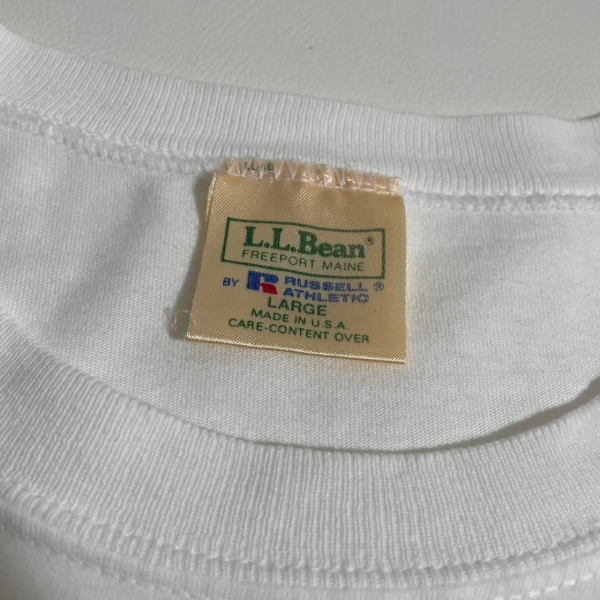 L.L.Bean®
FREEPORT, MAINE
BY R RUSSELL®
ATHLETIC
LARGE
MADE IN U.S.A.
CARE-CONTENT OVER